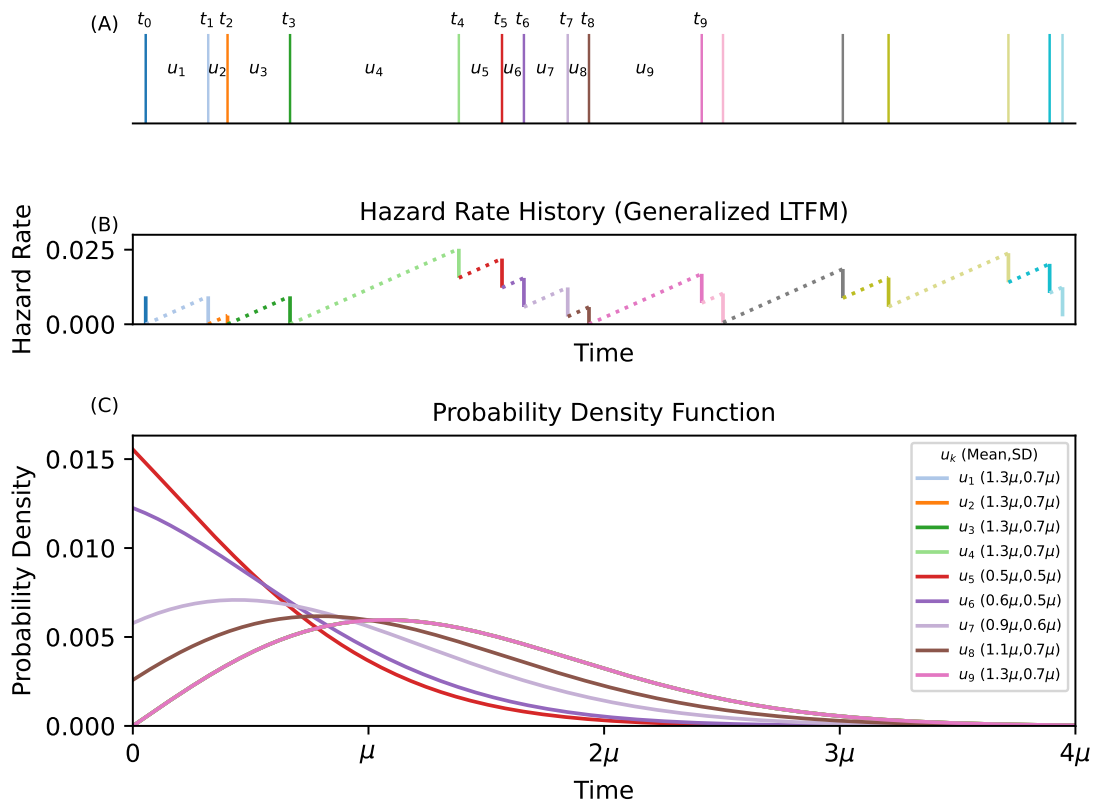 (A)
t0 t1 t2 t3 t4 t5 t6 t7 t8 t9
u1 u2 u3 u4 u5 u6 u7 u8 u9
(B)
Hazard Rate History (Generalized LTFM)
Hazard Rate
0.025
0.000
Time
(C)
Probability Density Function
Probability Density
0.015
0.010
0.005
0.000
uk (Mean,SD)
u1 (1.3μ,0.7μ)
u2 (1.3μ,0.7μ)
u3 (1.3μ,0.7μ)
u4 (1.3μ,0.7μ)
u5 (0.5μ,0.5μ)
u6 (0.6μ,0.5μ)
u7 (0.9μ,0.6μ)
u8 (1.1μ,0.7μ)
u9 (1.3μ,0.7μ)
0 μ 2μ 3μ 4μ
Time